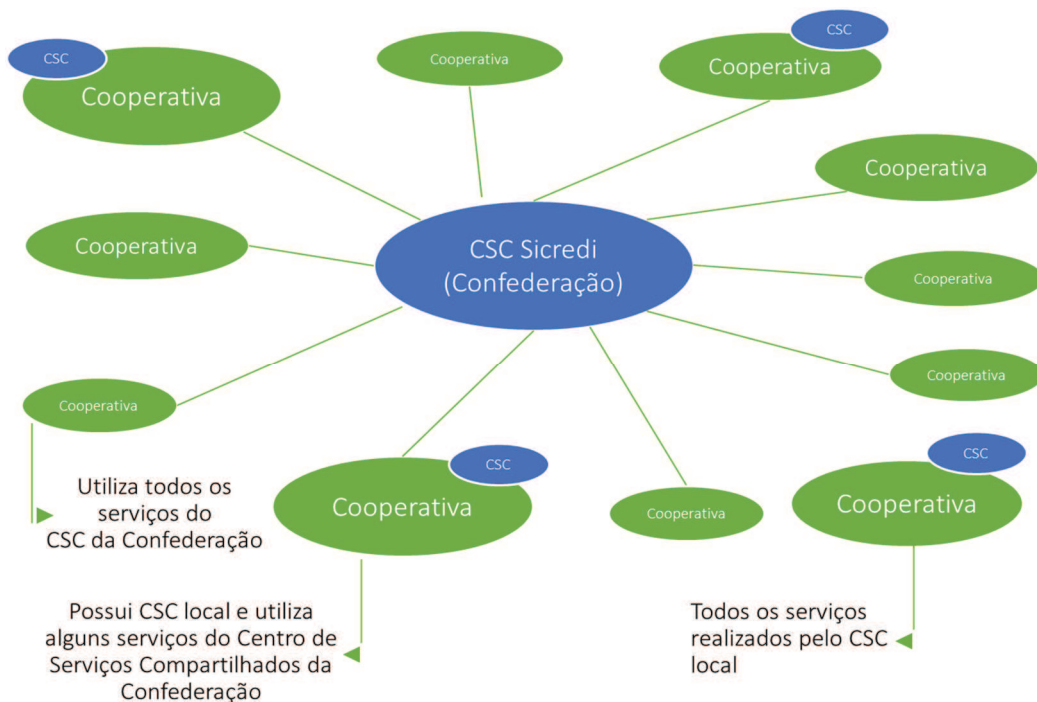 CSC
Cooperativa
Cooperativa
CSC
Cooperativa
Cooperativa
Cooperativa
CSC Sicredi
(Confederação)
Cooperativa
Cooperativa
Cooperativa
Utiliza todos os
serviços do
CSC da Confederação
CSC
Cooperativa
Possui CSC local e utiliza
alguns serviços do Centro de
Serviços Compartilhados da
Confederação
Cooperativa
CSC
Cooperativa
Todos os serviços
realizados pelo CSC
local